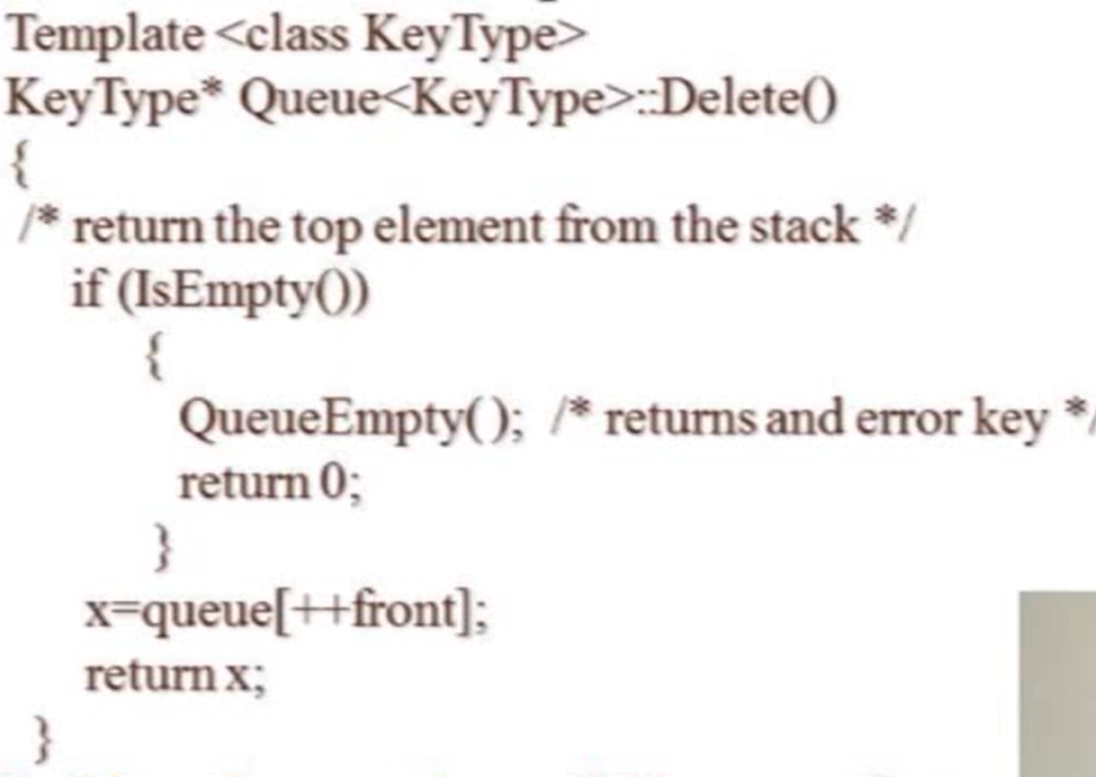 Template <class KeyType>
KeyType* Queue<KeyType>::Delete()
{
/* return the top element from the stack */
if (IsEmpty())
{
QueueEmpty( ); /* returns and error key */
return 0;
}
x=queue[++front];
return x;
}